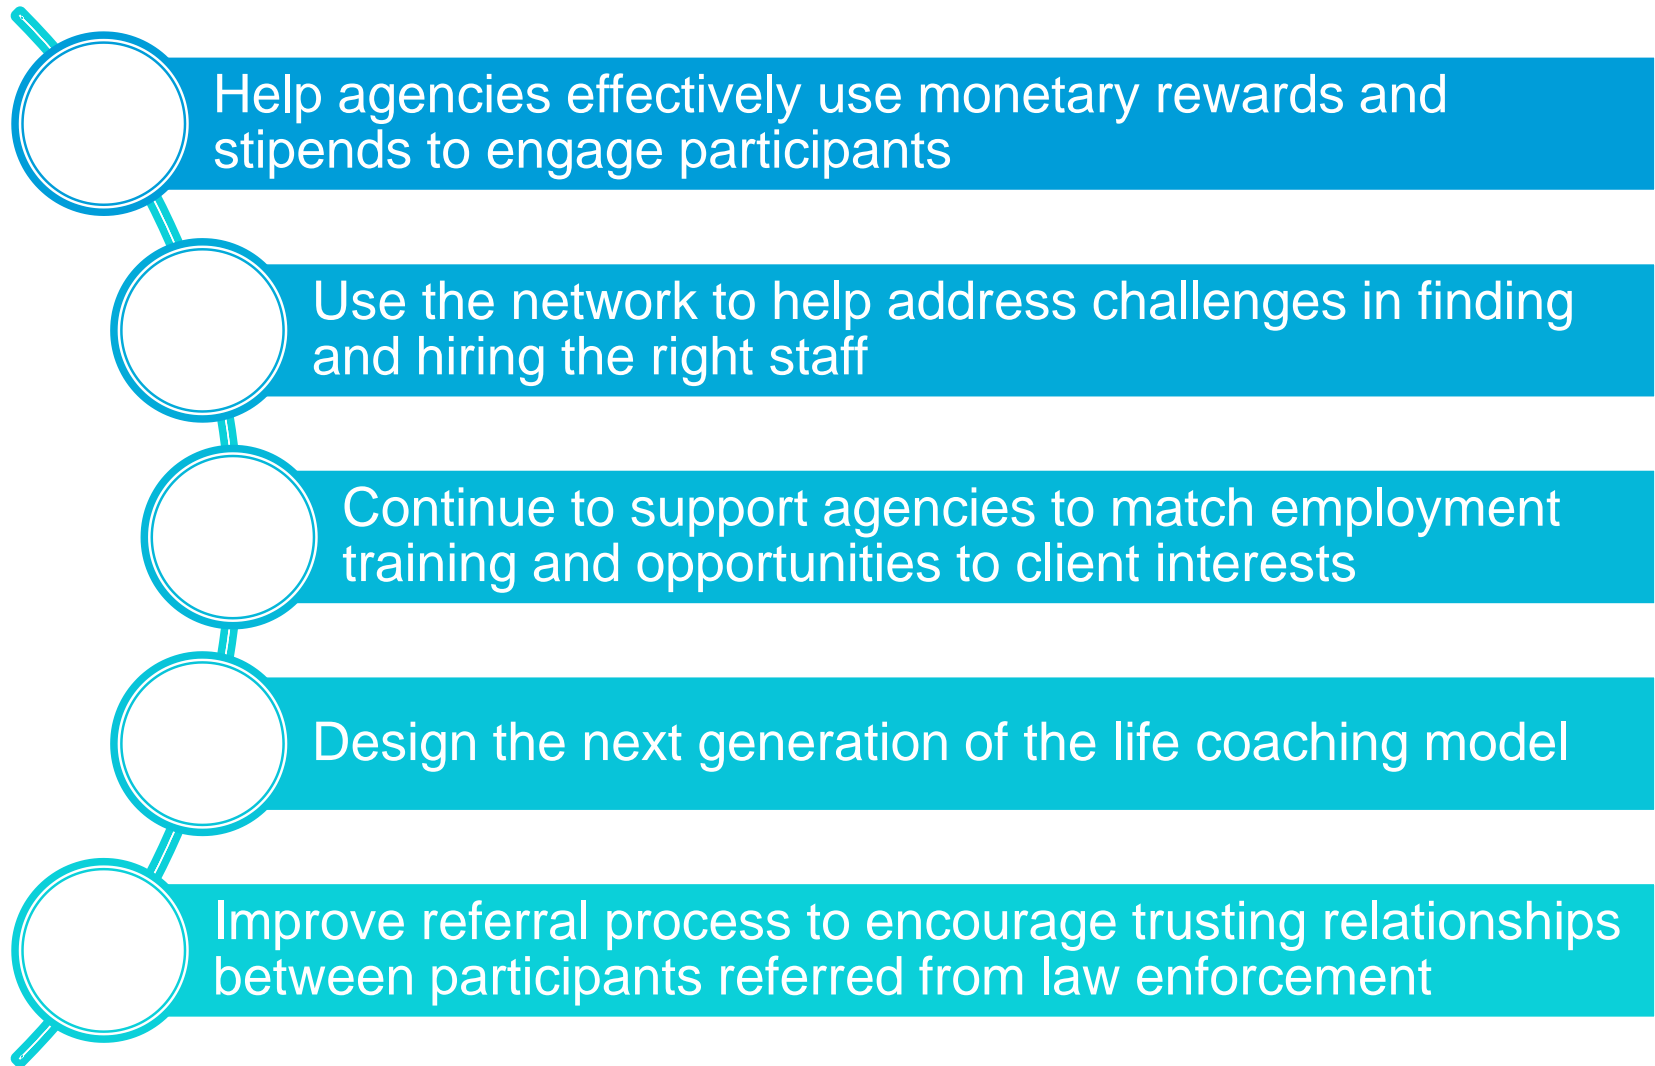 Help agencies effectively use monetary rewards and
stipends to engage participants
Use the network to help address challenges in finding
and hiring the right staff
Continue to support agencies to match employment
training and opportunities to client interests
Design the next generation of the life coaching model
Improve referral process to encourage trusting relationships
between participants referred from law enforcement